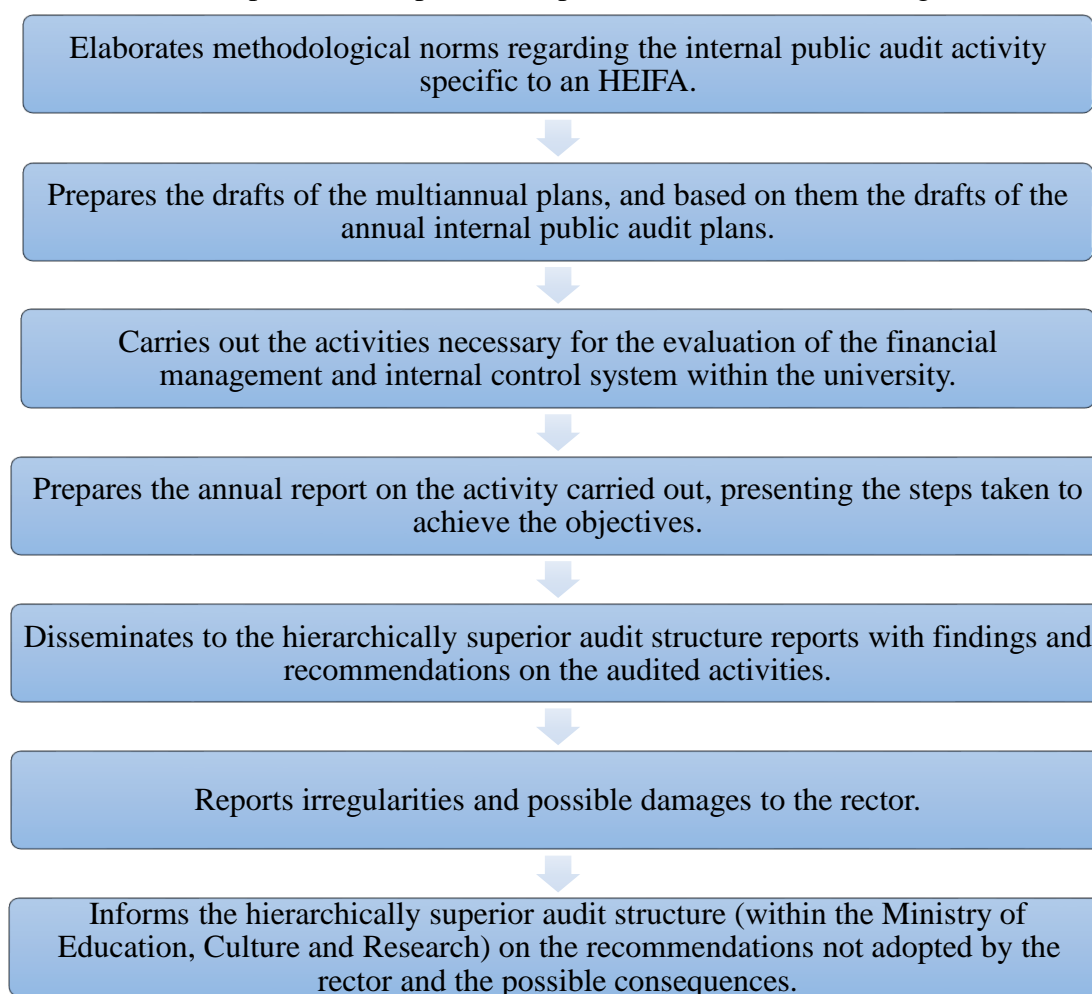 Elaborates methodological norms regarding the internal public audit activity
specific to an HEIFA.
Prepares the drafts of the multiannual plans, and based on them the drafts of the
annual internal public audit plans.
Carries out the activities necessary for the evaluation of the financial
management and internal control system within the university.
Prepares the annual report on the activity carried out, presenting the steps taken to
achieve the objectives.
Disseminates to the hierarchically superior audit structure reports with findings and
recommendations on the audited activities.
Reports irregularities and possible damages to the rector.
Informs the hierarchically superior audit structure (within the Ministry of
Education, Culture and Research) on the recommendations not adopted by the
rector and the possible consequences.